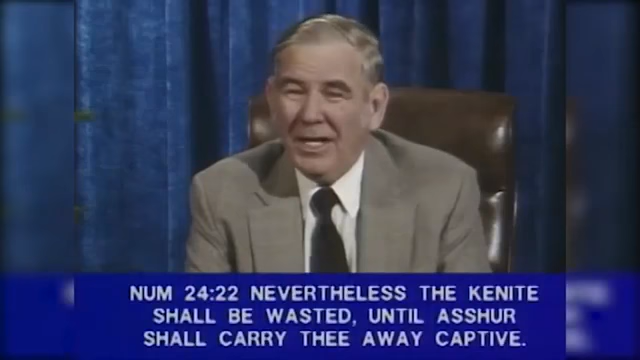 NUM 24:22 NEVERTHELESS THE KENITE
SHALL BE WASTED, UNTIL ASSHUR
SHALL CARRY THEE AWAY CAPTIVE.